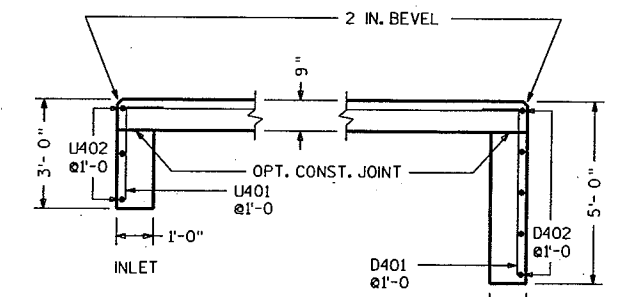 2 IN. BEVEL
9"
3'-0"
U402
@1'-0
OPT. CONST. JOINT
U401
@1'-0
1'-0"
INLET
D402
@1'-0
D401
@1'-0
5'-0"